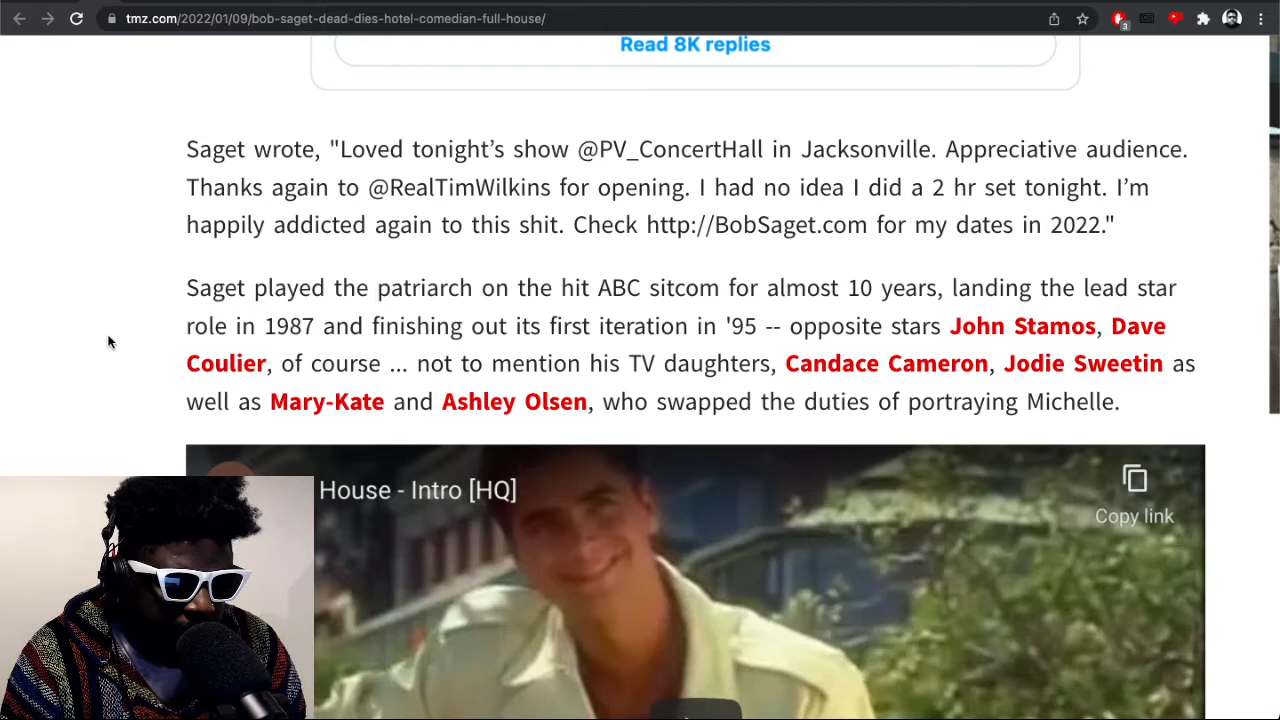 tmz.com/2022/01/09/bob-saget-dead-dies-hotel-comedian-full-house/
3
Read 8K replies
Saget wrote, "Loved tonight’s show @PV_ConcertHall in Jacksonville. Appreciative audience.
Thanks again to @RealTimWilkins for opening. I had no idea I did a 2 hr set tonight. I’m
happily addicted again to this shit. Check http://BobSaget.com for my dates in 2022."
Saget played the patriarch on the hit ABC sitcom for almost 10 years, landing the lead star
role in 1987 and finishing out its first iteration in '95 -- opposite stars John Stamos, Dave
Coulier, of course ... not to mention his TV daughters, Candace Cameron, Jodie Sweetin as
well as Mary-Kate and Ashley Olsen, who swapped the duties of portraying Michelle.
House - Intro [HQ]
Copy link